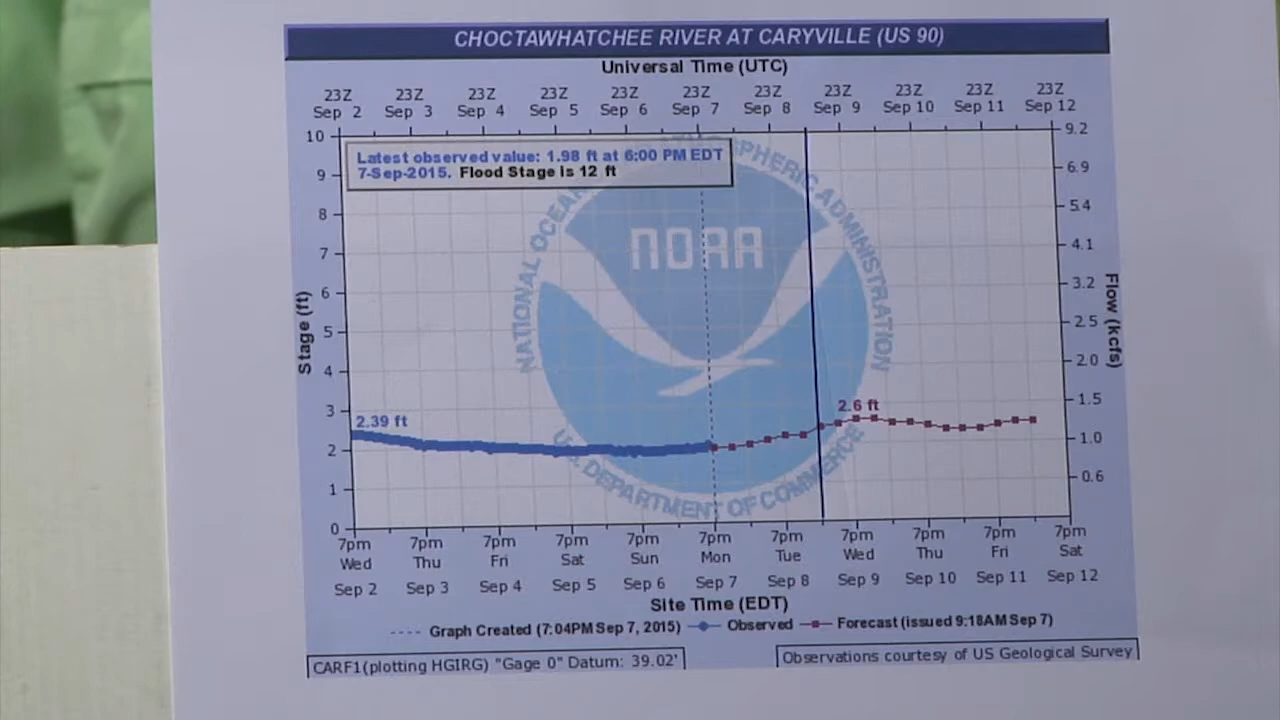 CHOCTAWHATCHEE RIVER AT CARYVILLE (US 90)
Universal Time (UTC)
23Z 23Z 23Z 23Z 23Z 23Z 23Z 23Z 23Z 23Z 23Z
Sep 2 Sep 3 Sep 4 Sep 5 Sep 6 Sep 7 Sep 8 Sep 9 Sep 10 Sep 11 Sep 12
Latest observed value: 1.98 ft at 6:00 PM EDT
7-Sep-2015. Flood Stage is 12 ft
10
9
8
7
6
5
4
3
2
1
0
Stage (ft)
NATIONAL OCEANIC AND ATMOSPHERIC ADMINISTRATION
NOAA
U.S. DEPARTMENT OF COMMERCE
2.39 ft
2.6 ft
9.2
6.9
5.4
4.1
3.2
2.5
2.0
1.5
1.0
0.6
Flow (kcfs)
7pm 7pm 7pm 7pm 7pm 7pm 7pm 7pm 7pm 7pm 7pm
Wed Thu Fri Sat Sun Mon Tue Wed Thu Fri Sat
Sep 2 Sep 3 Sep 4 Sep 5 Sep 6 Sep 7 Sep 8 Sep 9 Sep 10 Sep 11 Sep 12
Site Time (EDT)
Graph Created (7:04PM Sep 7, 2015) Observed Forecast (issued 9:18AM Sep 7)
CARF1(plotting HGIRG) "Gage 0" Datum: 39.02'
Observations courtesy of US Geological Survey